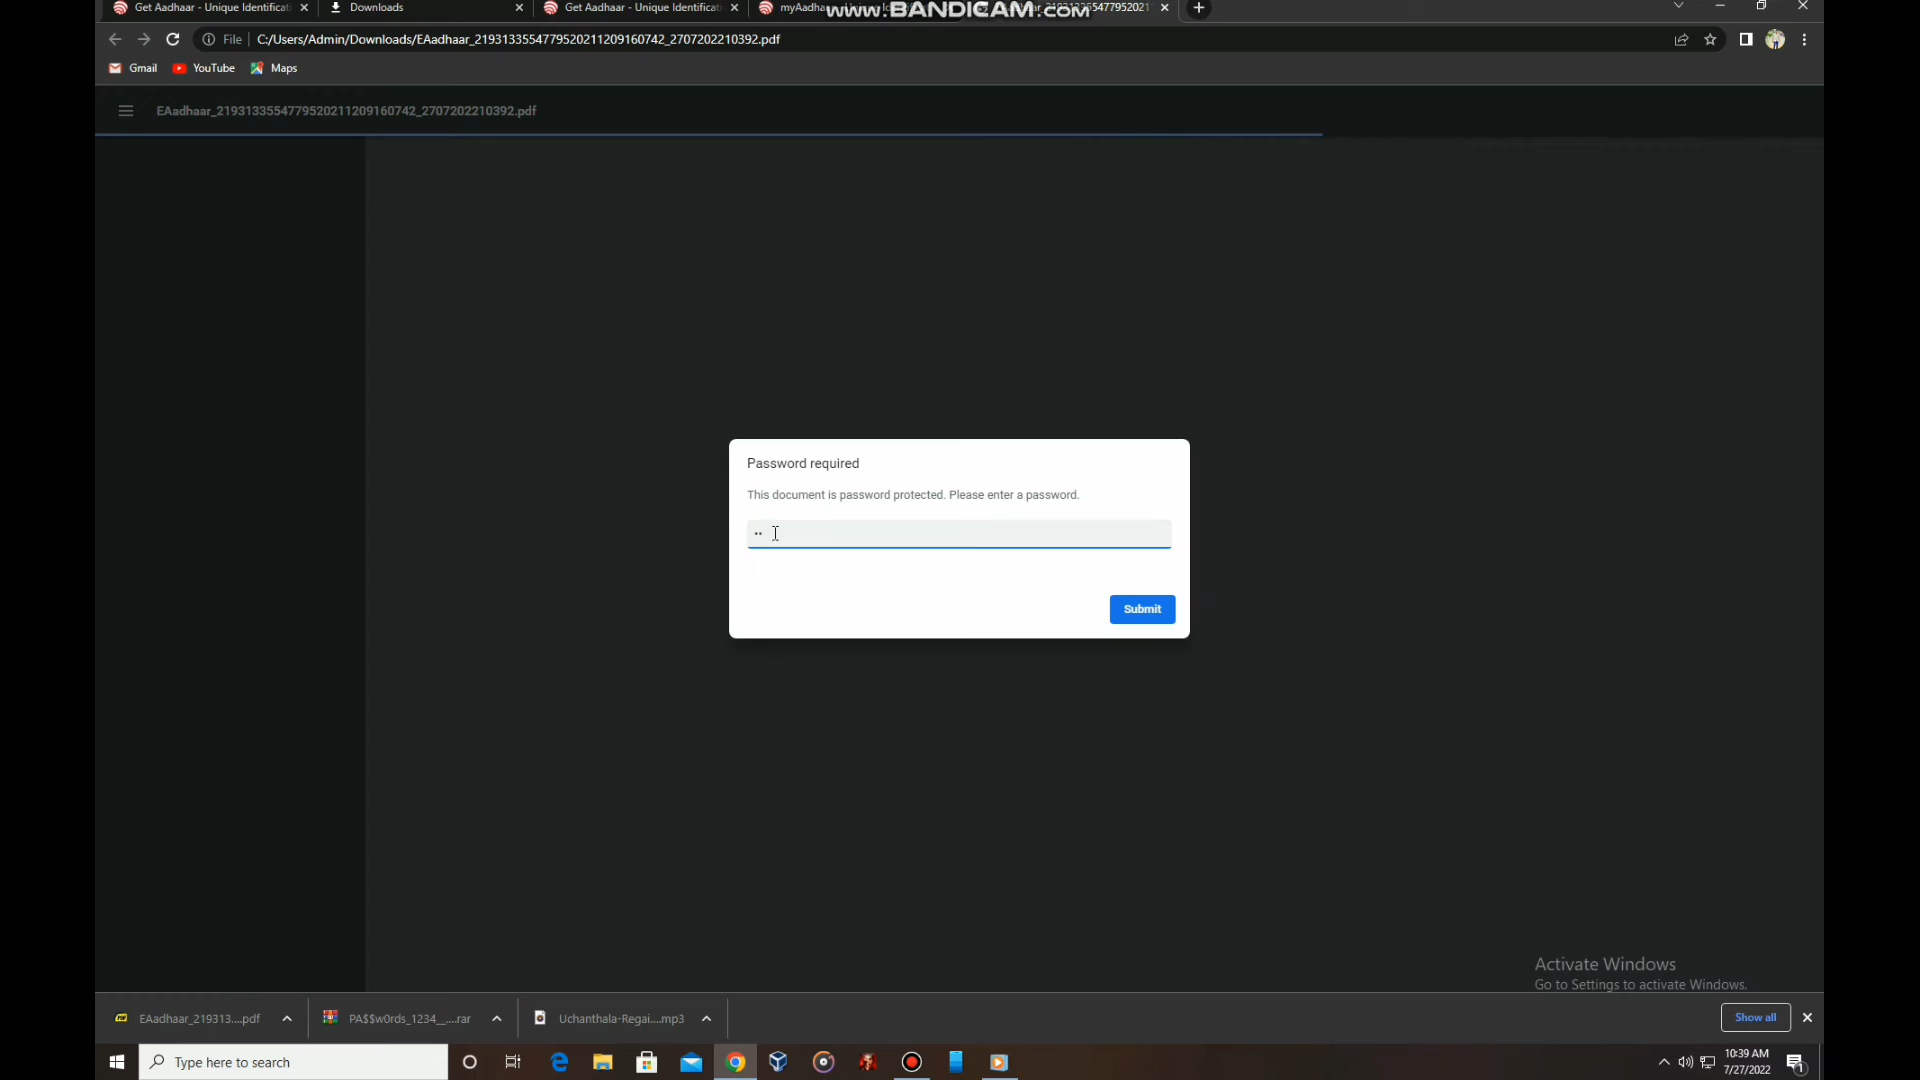 Get Aadhaar - Unique Identificati
Downloads
Get Aadhaar - Unique Identificati
myAadha
www.BANDICAM.com
File
C:/Users/Admin/Downloads/EAadhaar_2193133554779520211209160742_2707202210392.pdf
Gmail
YouTube
Maps
EAadhaar_2193133554779520211209160742_2707202210392.pdf
Password required
This document is password protected. Please enter a password.
••
Submit
Activate Windows
Go to Settings to activate Windows.
EAadhaar_219313....pdf
PA$$w0rds_1234__....rar
Uchanthala-Regai....mp3
Show all
Type here to search
10:39 AM
7/27/2022
1